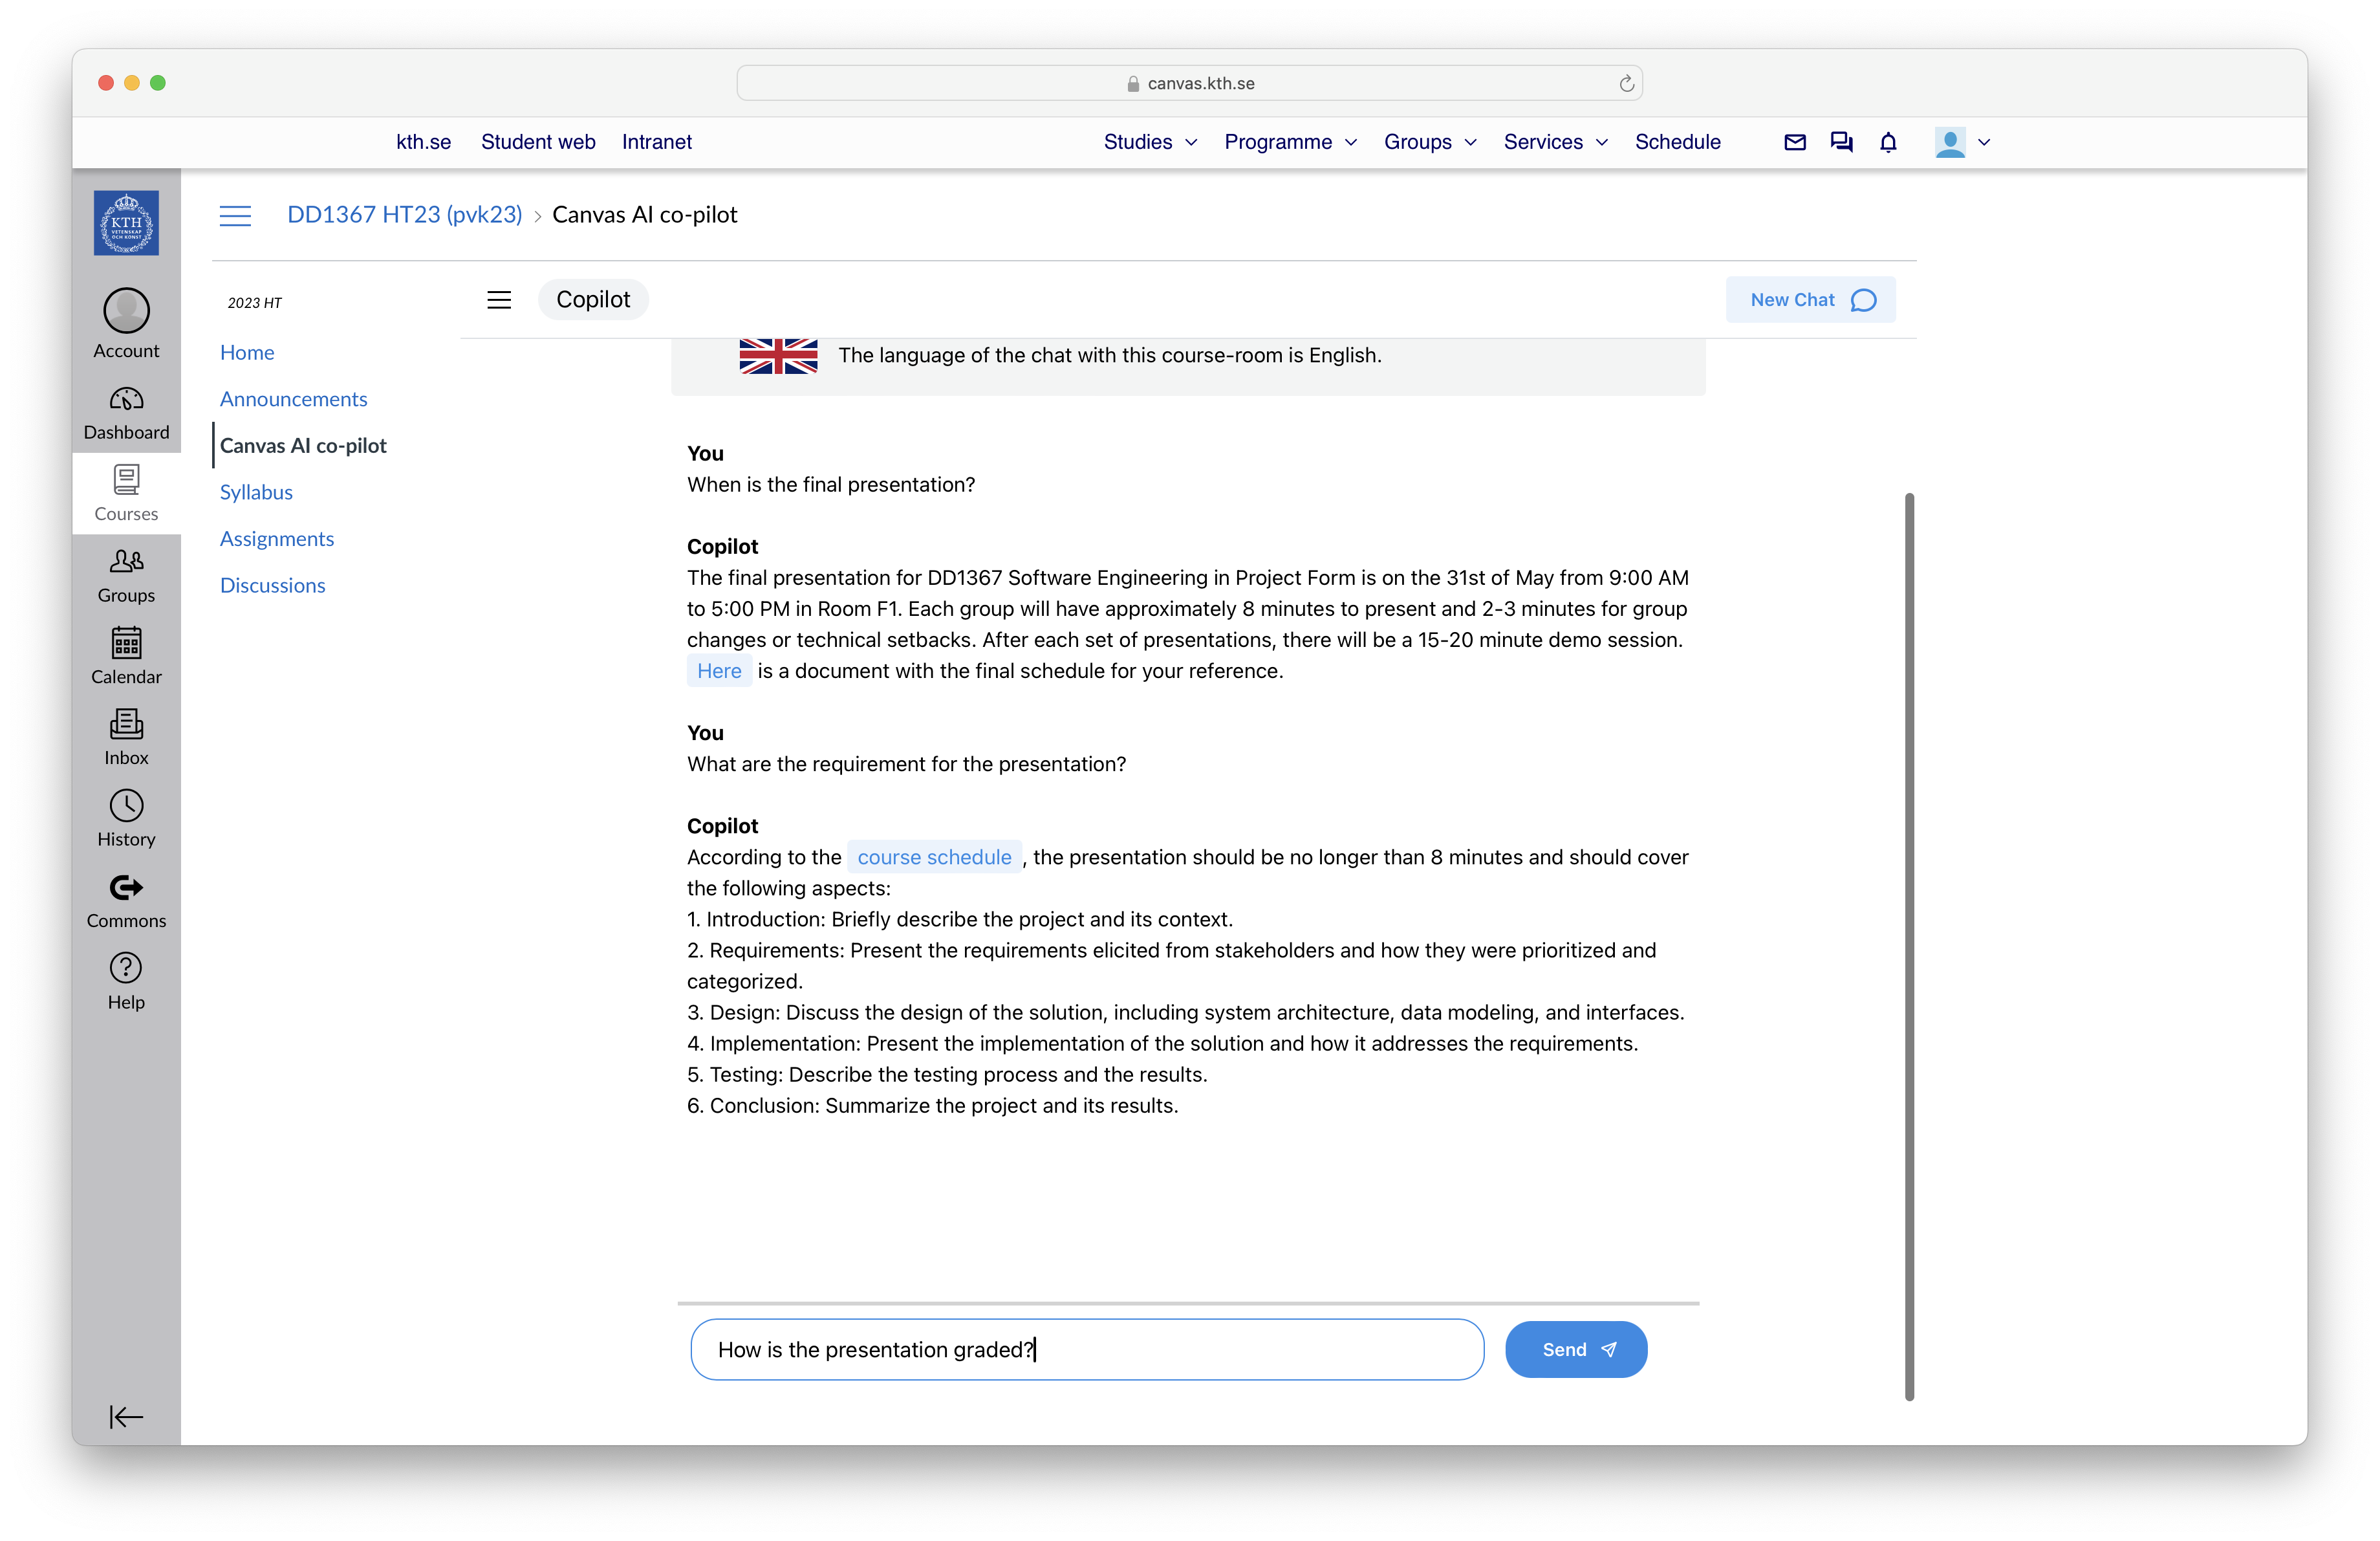 canvas.kth.se
kth.se Student web Intranet Studies Programme Groups Services Schedule
KTH
VETENSKAP
OCH KONST
DD1367 HT23 (pvk23) › Canvas AI co-pilot
Account
Dashboard
Courses
Groups
Calendar
Inbox
History
Commons
Help
2023 HT
Home
Announcements
Canvas AI co-pilot
Syllabus
Assignments
Discussions
Copilot
New Chat
The language of the chat with this course-room is English.
You
When is the final presentation?
Copilot
The final presentation for DD1367 Software Engineering in Project Form is on the 31st of May from 9:00 AM
to 5:00 PM in Room F1. Each group will have approximately 8 minutes to present and 2-3 minutes for group
changes or technical setbacks. After each set of presentations, there will be a 15-20 minute demo session.
Here is a document with the final schedule for your reference.
You
What are the requirement for the presentation?
Copilot
According to the course schedule , the presentation should be no longer than 8 minutes and should cover
the following aspects:
1. Introduction: Briefly describe the project and its context.
2. Requirements: Present the requirements elicited from stakeholders and how they were prioritized and
categorized.
3. Design: Discuss the design of the solution, including system architecture, data modeling, and interfaces.
4. Implementation: Present the implementation of the solution and how it addresses the requirements.
5. Testing: Describe the testing process and the results.
6. Conclusion: Summarize the project and its results.
How is the presentation graded?
Send